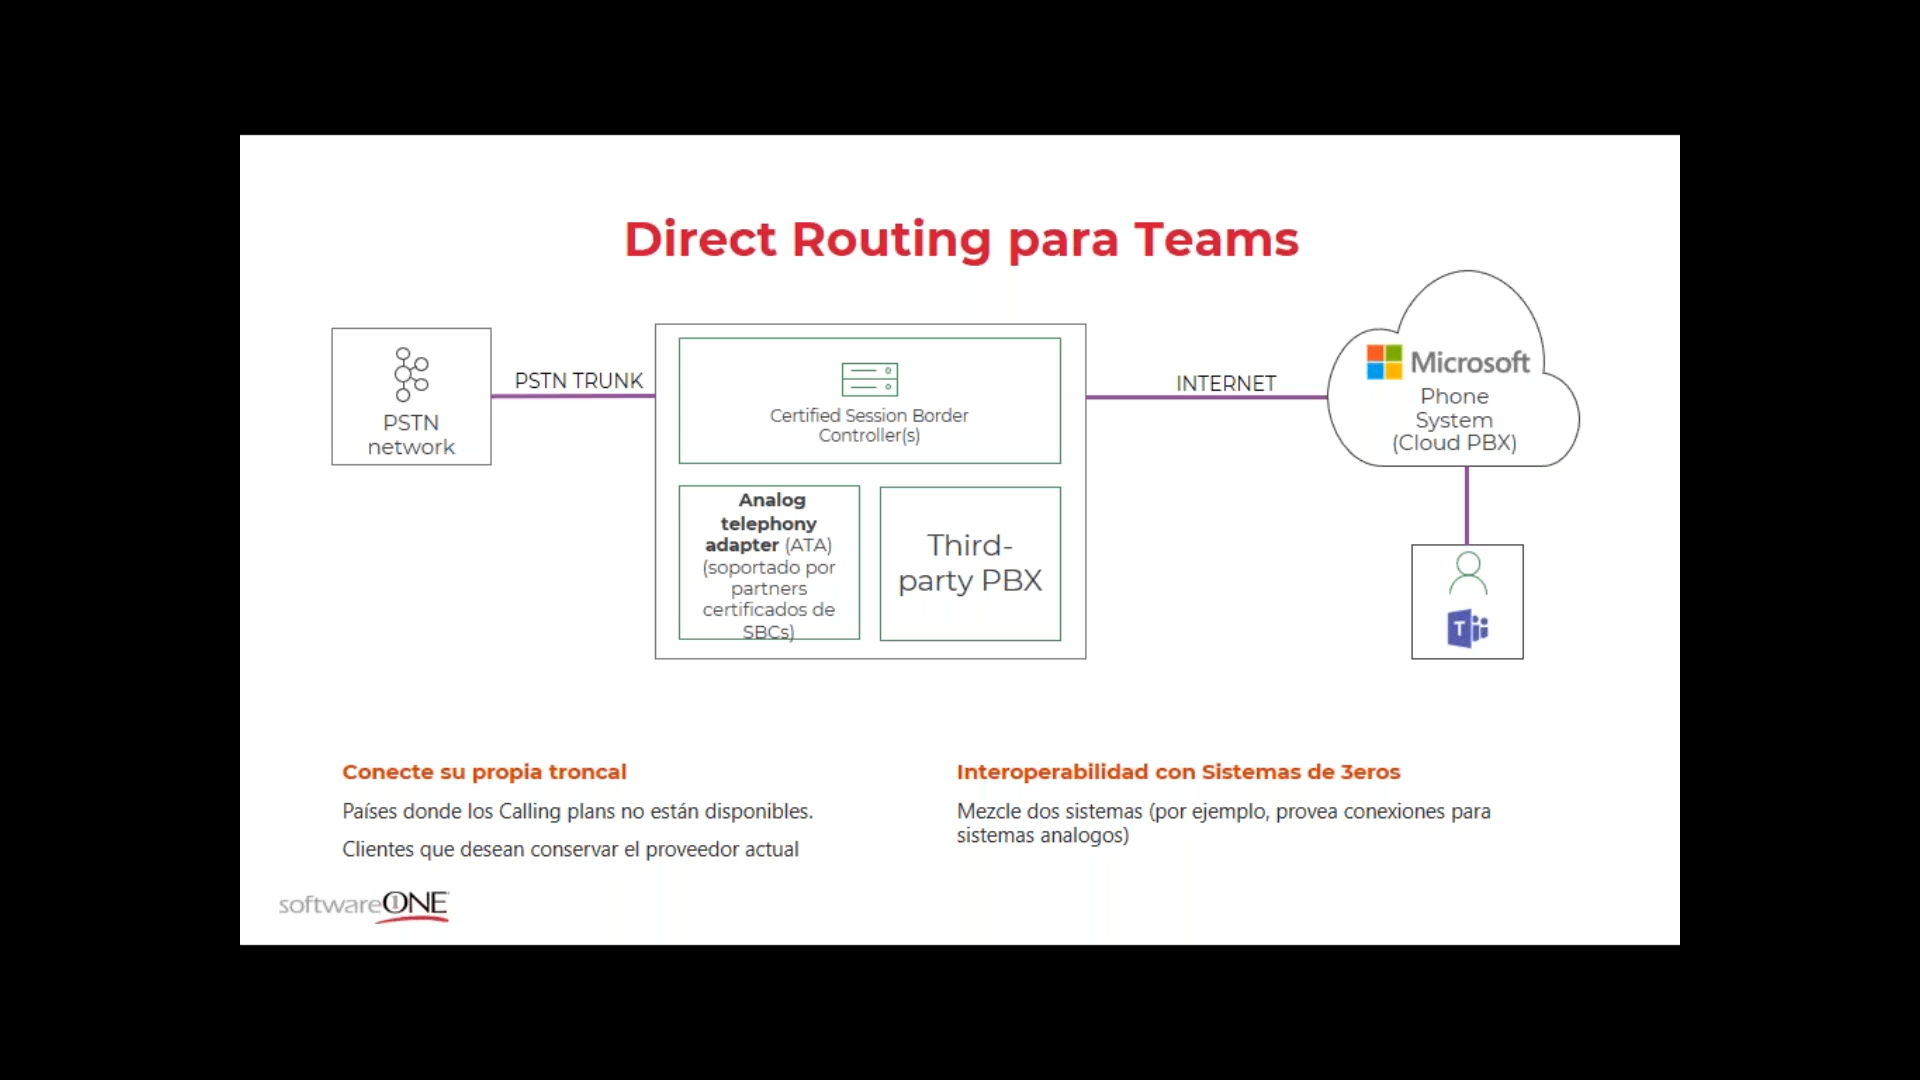 Direct Routing para Teams
PSTN
network
PSTN TRUNK
Certified Session Border
Controller(s)
Analog
telephony
adapter (ATA)
(soportado por
partners
certificados de
SBCs)
Third-
party PBX
INTERNET
Microsoft
Phone
System
(Cloud PBX)
T
Conecte su propia troncal
Países donde los Calling plans no están disponibles.
Clientes que desean conservar el proveedor actual
Interoperabilidad con Sistemas de 3eros
Mezcle dos sistemas (por ejemplo, provea conexiones para
sistemas analogos)
softwareONE